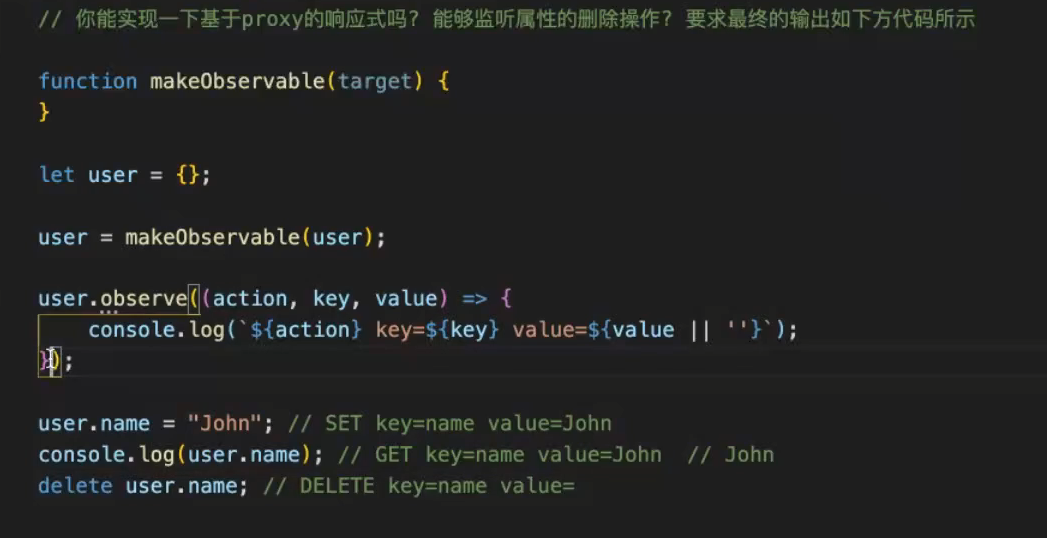 // 你能实现一下基于proxy的响应式吗? 能够监听属性的删除操作? 要求最终的输出如下方代码所示
function makeObservable(target) {
}
let user = {};
user = makeObservable(user);
user.observe((action, key, value) => {
console.log(`${action} key=${key} value=${value || ''}`);
});
user.name = "John"; // SET key=name value=John
console.log(user.name); // GET key=name value=John  // John
delete user.name; // DELETE key=name value=